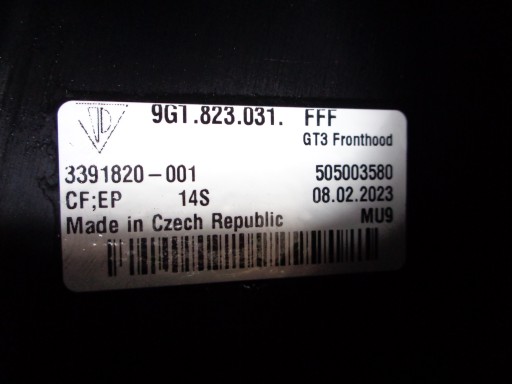 9G1.823.031. FFF
GT3 Fronthood
3391820-001 505003580
CF;EP 14S 08.02.2023
Made in Czech Republic MU9